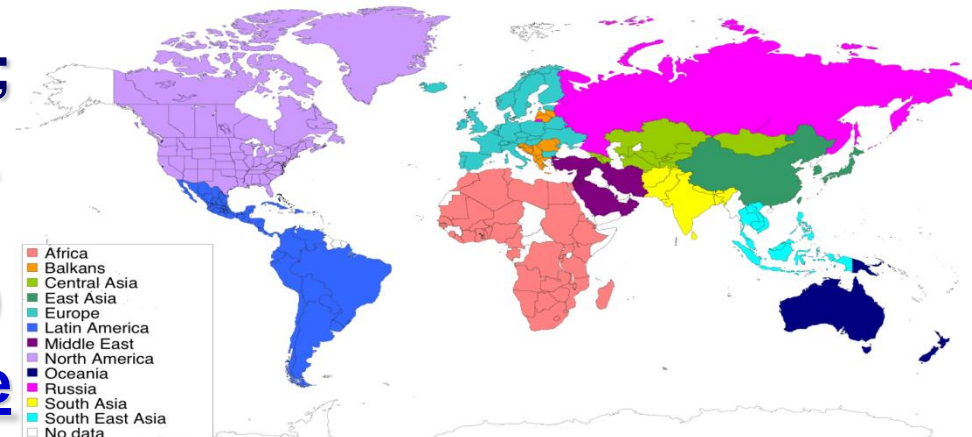 Africa
Balkans
Central Asia
East Asia
Europe
Latin America
Middle East
North America
Oceania
Russia
South Asia
South East Asia
No data
e